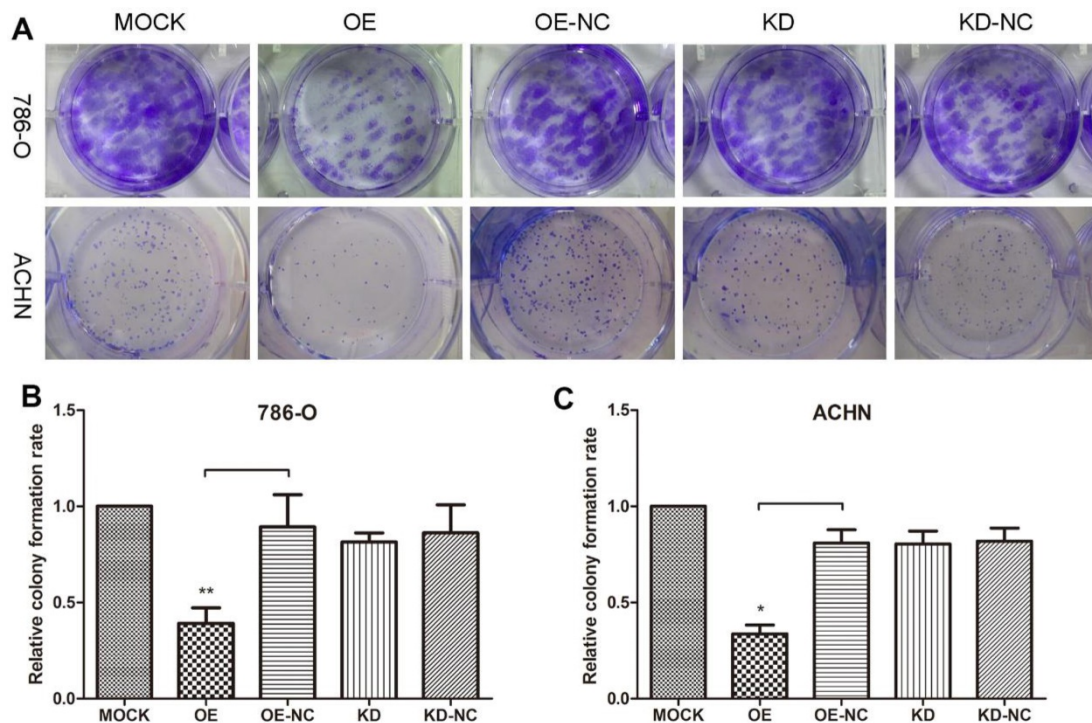 MOCK OE OE-NC KD KD-NC
A
786-O
ACHN
B
786-O
Relative colony formation rate
1.5
1.0
0.5
0.0
**
MOCK OE OE-NC KD KD-NC
C
ACHN
Relative colony formation rate
1.5
1.0
0.5
0.0
*
MOCK OE OE-NC KD KD-NC